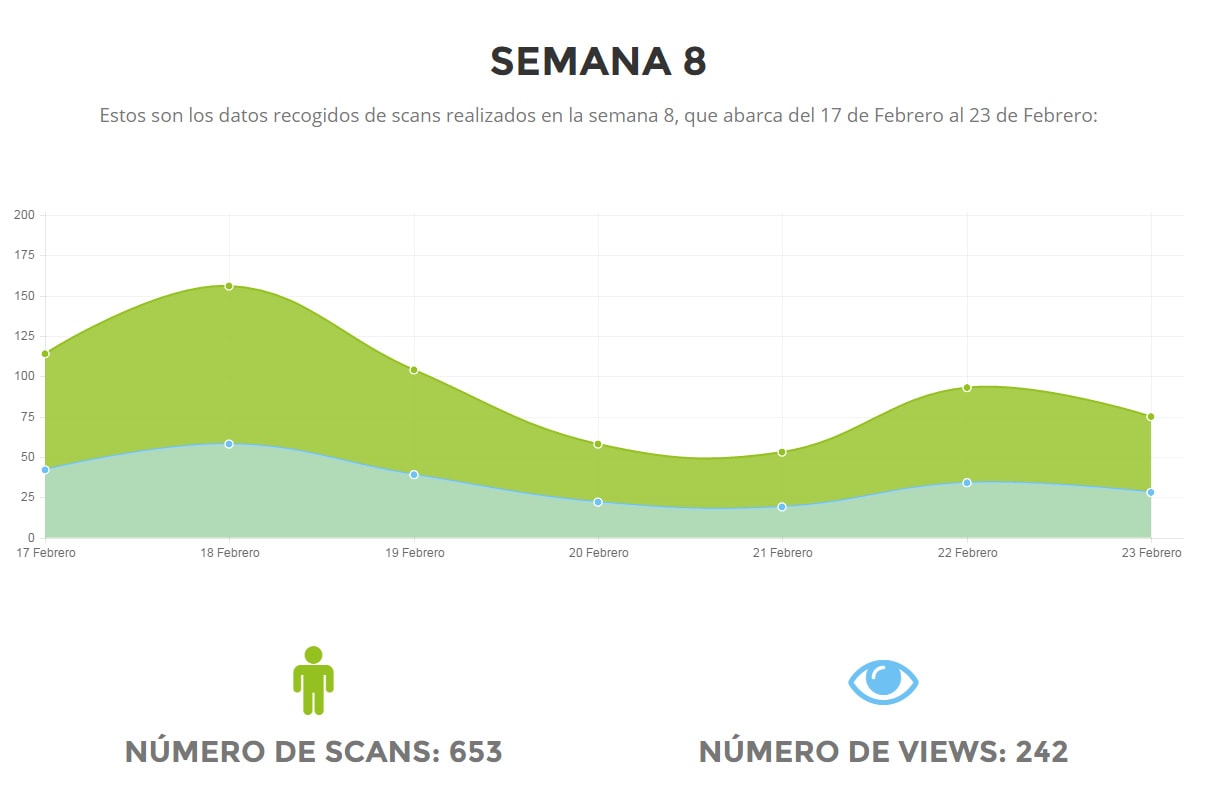 SEMANA 8
Estos son los datos recogidos de scans realizados en la semana 8, que abarca del 17 de Febrero al 23 de Febrero:
200
175
150
125
100
75
50
25
0
17 Febrero 18 Febrero 19 Febrero 20 Febrero 21 Febrero 22 Febrero 23 Febrero
NÚMERO DE SCANS: 653 NÚMERO DE VIEWS: 242